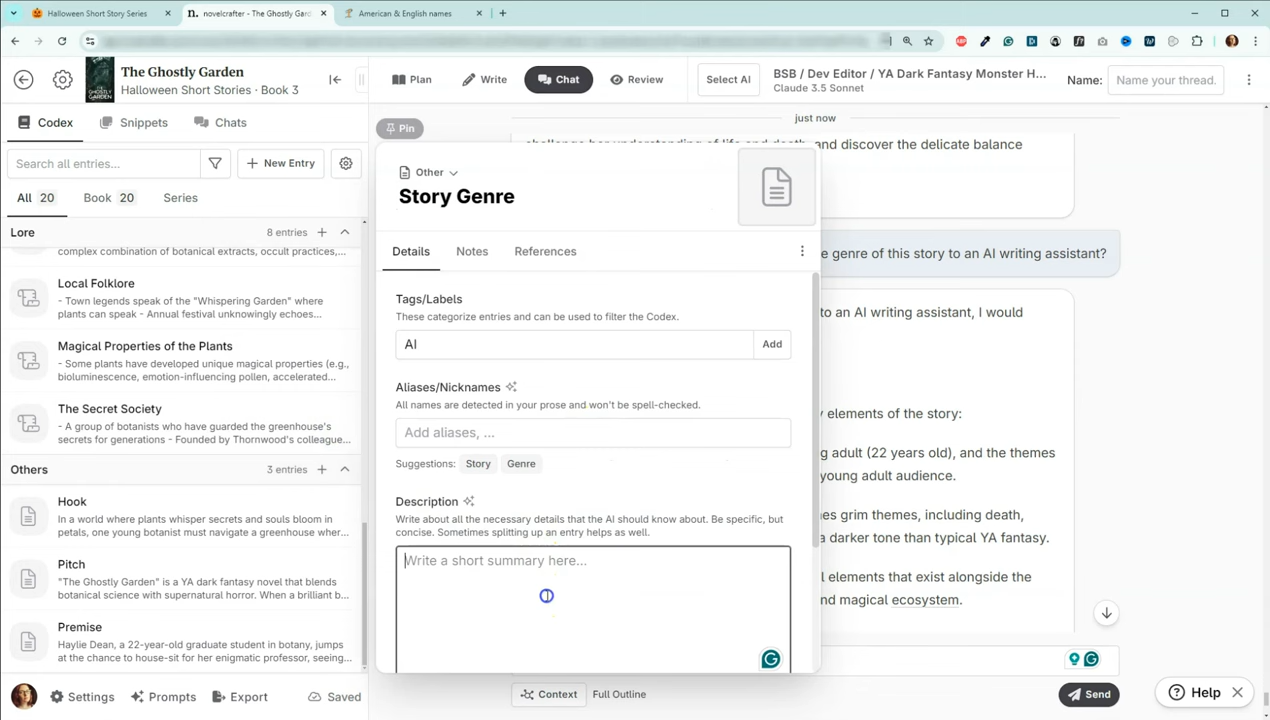 Halloween Short Story Series
novelcrafter - The Ghostly Gard
American & English names
The Ghostly Garden
Halloween Short Stories · Book 3
Plan
Write
Chat
Review
Select AI
BSB / Dev Editor / YA Dark Fantasy Monster H...
Claude 3.5 Sonnet
Name:
Name your thread.
Codex
Snippets
Chats
Search all entries...
New Entry
All 20
Book 20
Series
Lore
8 entries
complex combination of botanical extracts, occult practices,
Local Folklore
- Town legends speak of the "Whispering Garden" where
plants can speak - Annual festival unknowingly echoes...
Magical Properties of the Plants
- Some plants have developed unique magical properties (e.g.,
bioluminescence, emotion-influencing pollen, accelerated...
The Secret Society
- A group of botanists who have guarded the greenhouse's
secrets for generations - Founded by Thornwood's colleague...
Others
3 entries
Hook
In a world where plants whisper secrets and souls bloom in
petals, one young botanist must navigate a greenhouse wher...
Pitch
"The Ghostly Garden" is a YA dark fantasy novel that blends
botanical science with supernatural horror. When a brilliant b...
Premise
Haylie Dean, a 22-year-old graduate student in botany, jumps
at the chance to house-sit for her enigmatic professor, seeing...
Settings
Prompts
Export
Saved
Pin
Other
Story Genre
Details
Notes
References
Tags/Labels
These categorize entries and can be used to filter the Codex.
AI
Add
Aliases/Nicknames
All names are detected in your prose and won't be spell-checked.
Add aliases, ...
Suggestions:
Story
Genre
Description
Write about all the necessary details that the AI should know about. Be specific, but
concise. Sometimes splitting up an entry helps as well.
Write a short summary here...
just now
challenge her understanding of life and death, and discover the delicate balance
e genre of this story to an AI writing assistant?
to an AI writing assistant, I would
y elements of the story:
g adult (22 years old), and the themes
young adult audience.
es grim themes, including death,
a darker tone than typical YA fantasy.
l elements that exist alongside the
nd magical ecosystem.
Context
Full Outline
Send
Help